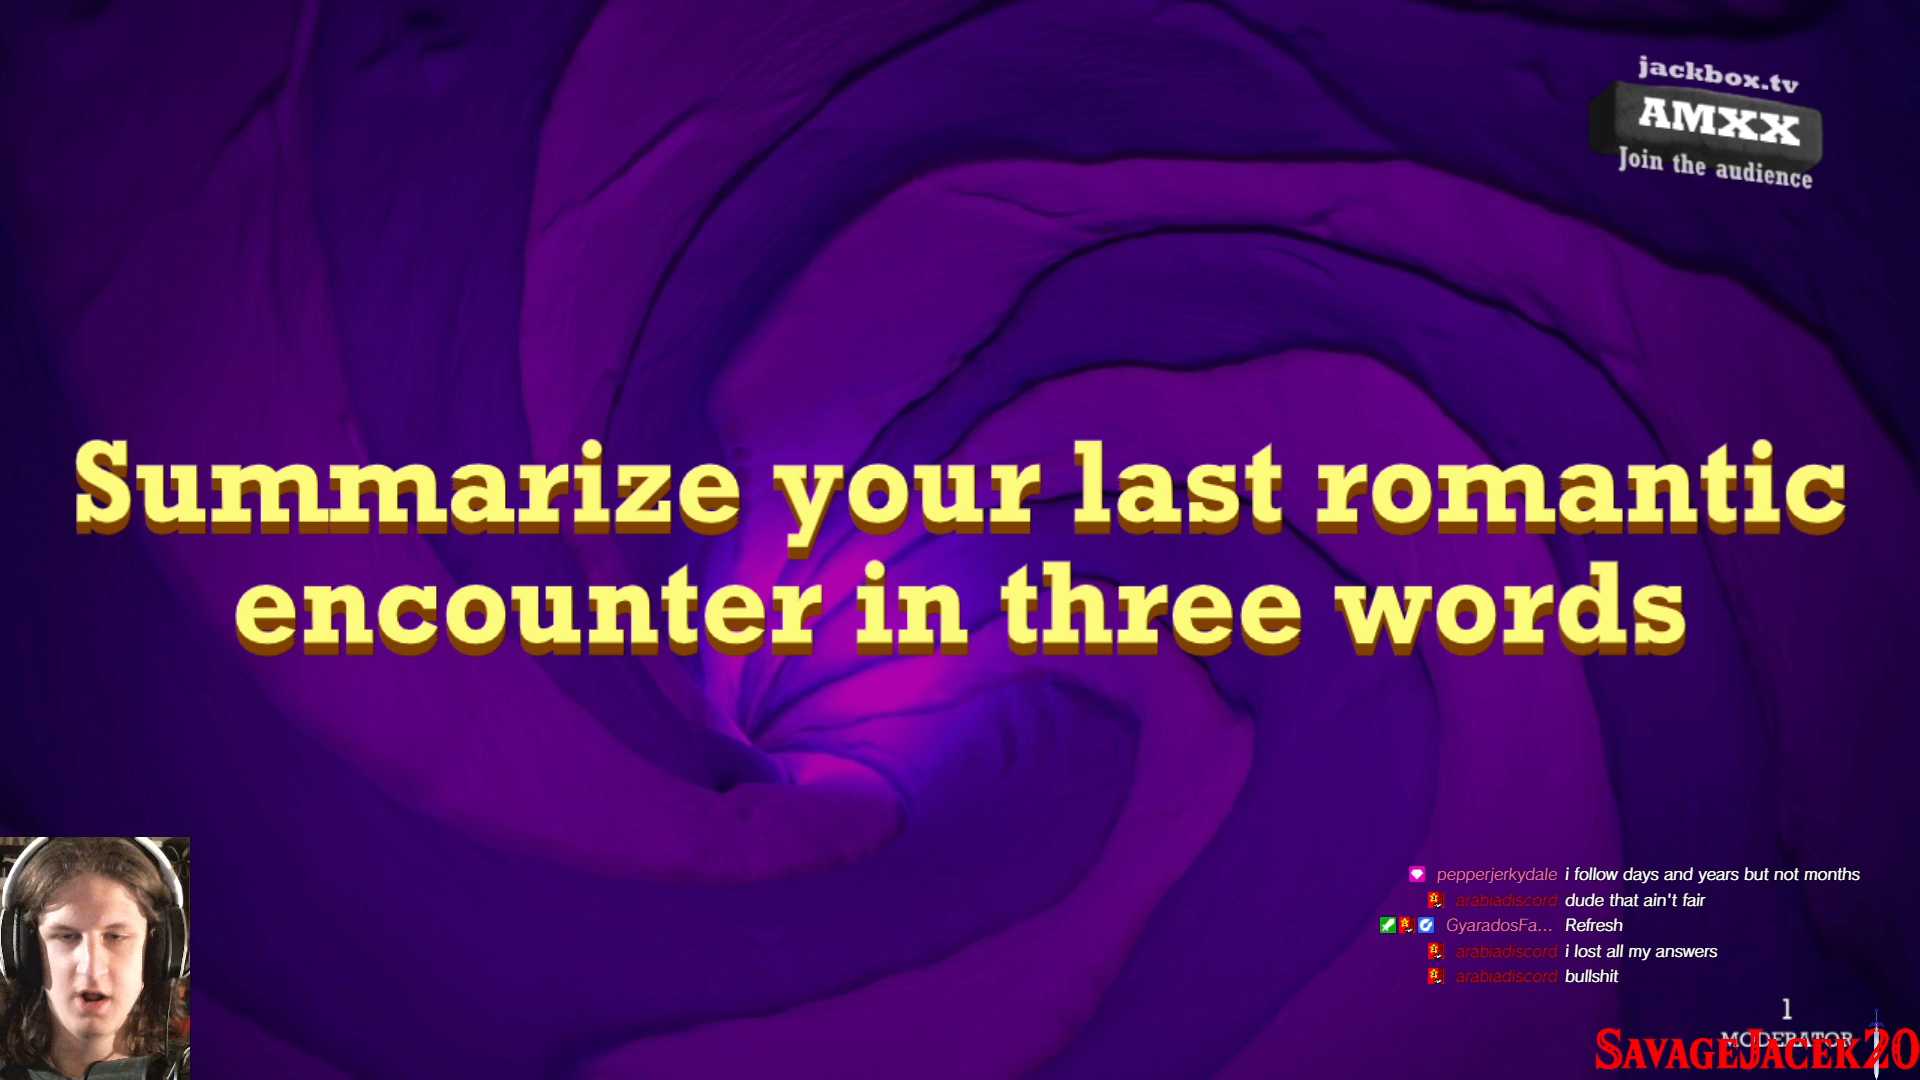 jackbox.tv
AMXX
Join the audience
Summarize your last romantic
encounter in three words
pepperjerkydale i follow days and years but not months
arabiadiscord dude that ain't fair
GyaradosFa... Refresh
arabiadiscord i lost all my answers
arabiadiscord bullshit
1
MODERATOR
SAVAGEJACEK20